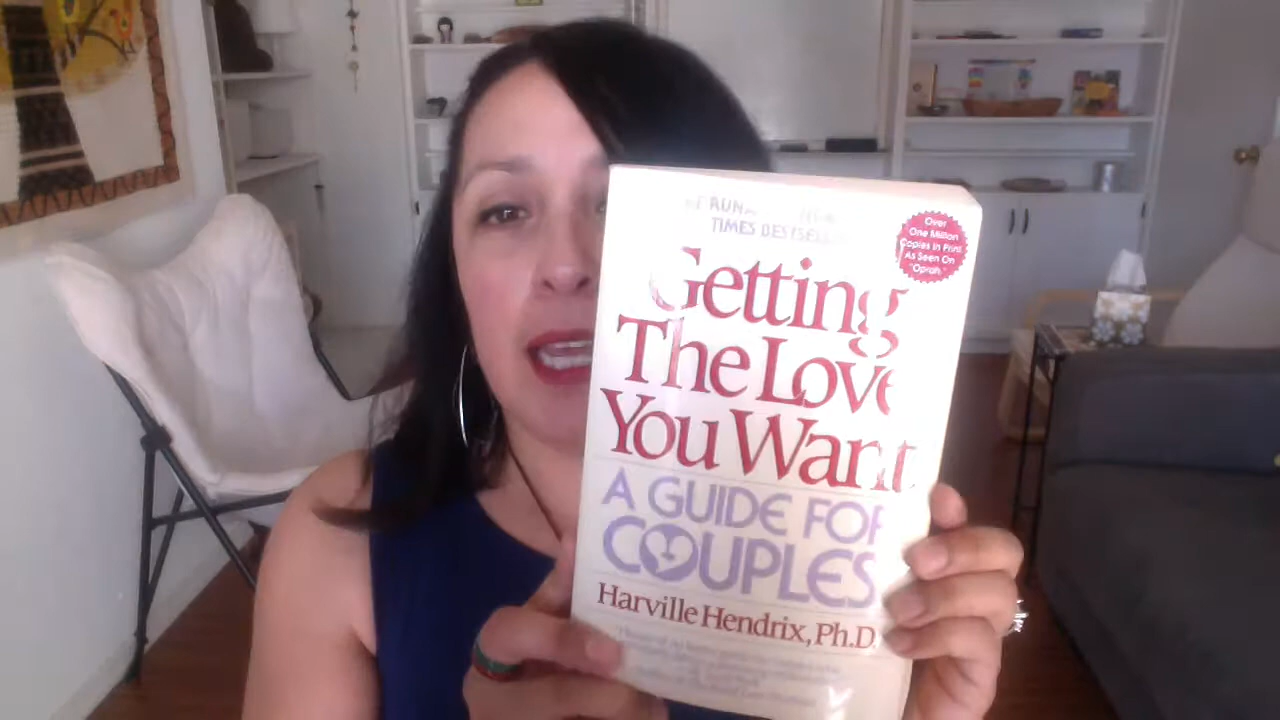 TIMES BESTSELLER
Over
One Million
Copies In Print
As Seen On
"Oprah"
Getting
The Love
You Want
A GUIDE FOR
COUPLES
Harville Hendrix, Ph.D.